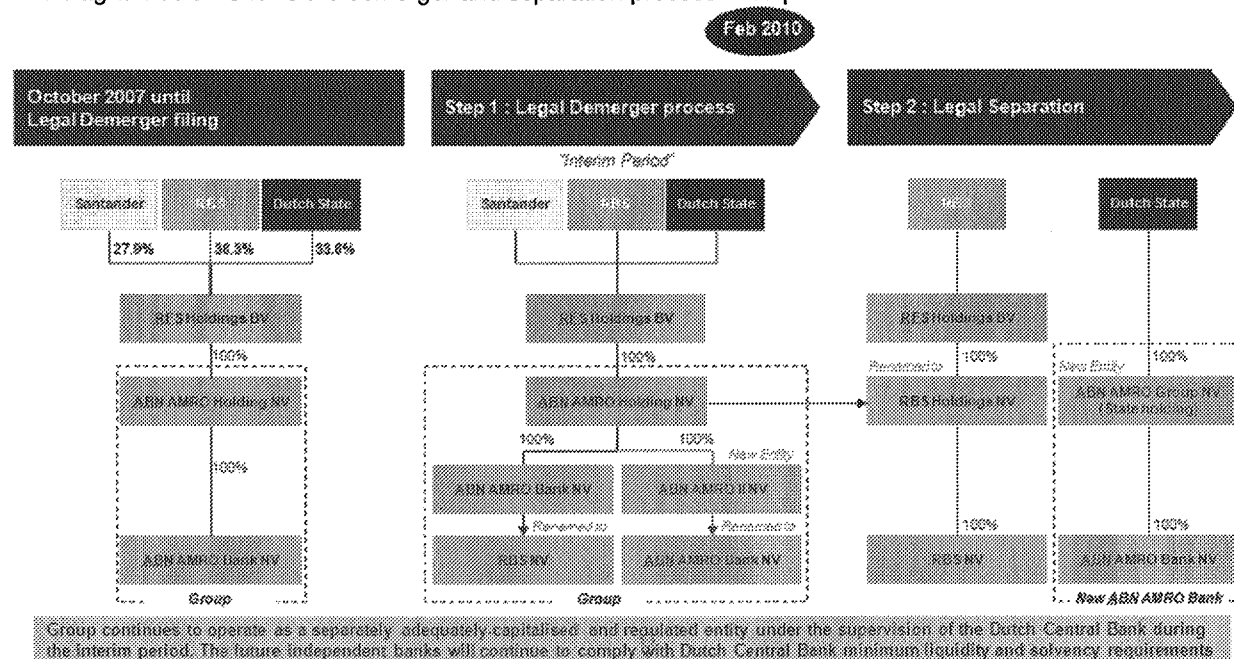 Feb 2010
October 2007 until
Legal Demerger filing
Step 1 : Legal Demerger process
Step 2 : Legal Separation
"Interim Period"
Santander
RBS
Dutch State
27.9%
38.3%
33.8%
RFS Holdings BV
100%
ABN AMRO Holding NV
100%
ABN AMRO Bank NV
Group
Santander
RBS
Dutch State
RFS Holdings BV
100%
ABN AMRO Holding NV
100%
100%
New Entity
ABN AMRO Bank NV
ABN AMRO II NV
Renamed to
Renamed to
RBS NV
ABN AMRO Bank NV
Group
RBS
Dutch State
RFS Holdings BV
Renamed to
100%
New Entity
100%
RBS Holdings NV
ABN AMRO Group NV
(State holding)
100%
100%
RBS NV
ABN AMRO Bank NV
New ABN AMRO Bank
Group continues to operate as a separately adequately capitalised and regulated entity under the supervision of the Dutch Central Bank during
the interim period. The future independent banks will continue to comply with Dutch Central Bank minimum liquidity and solvency requirements